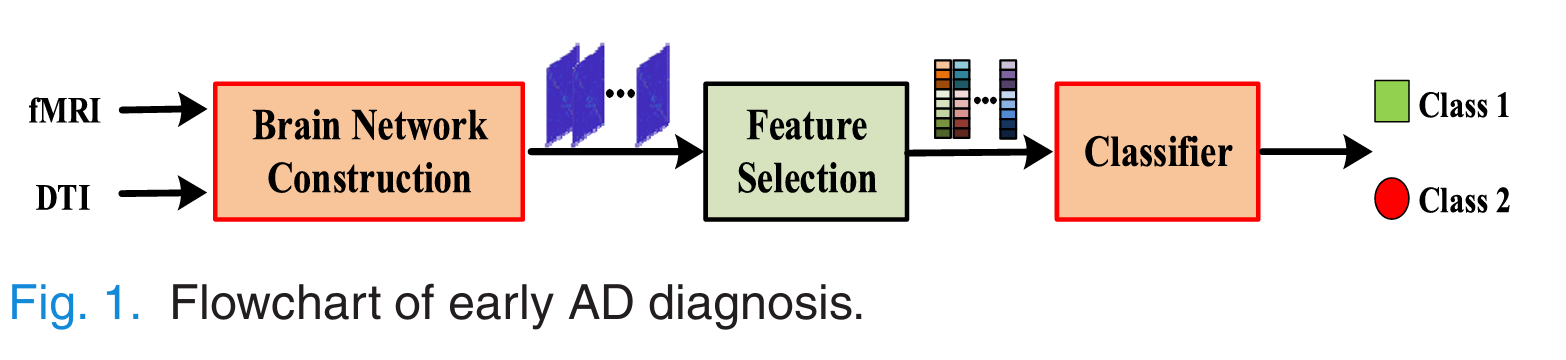 fMRI
DTI
Brain Network
Construction
Feature
Selection
Classifier
Class 1
Class 2
Fig. 1. Flowchart of early AD diagnosis.